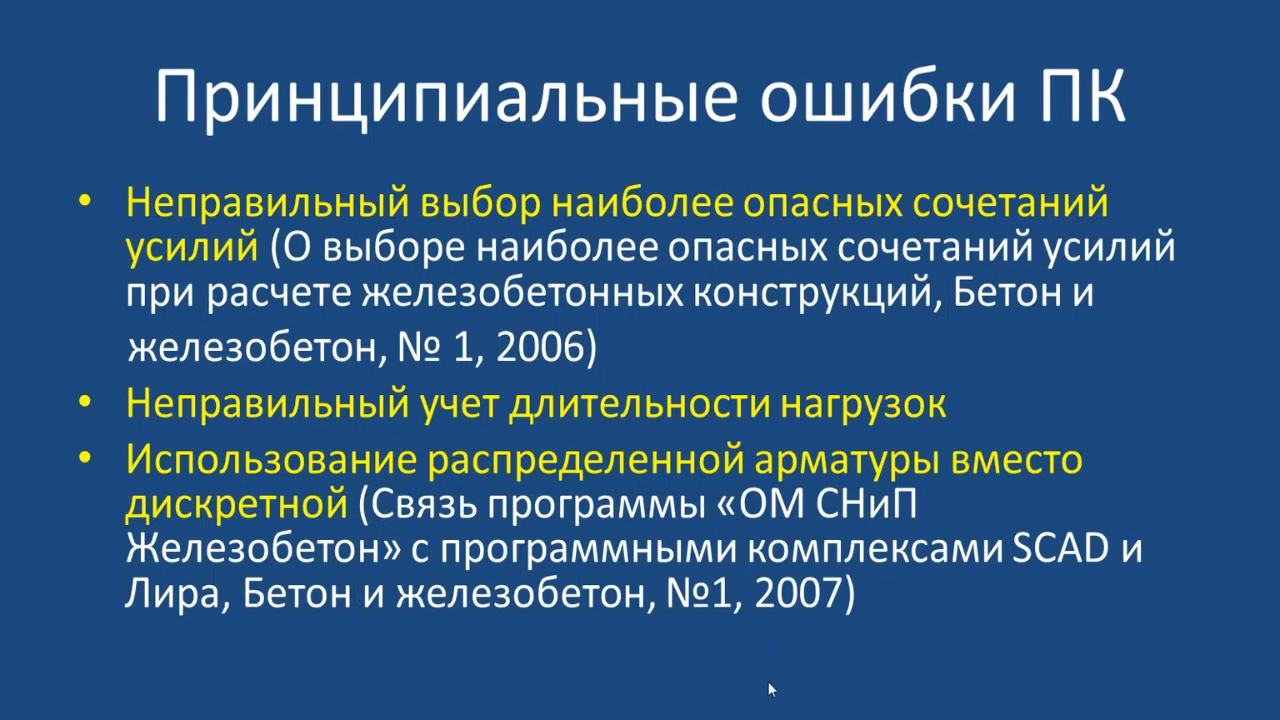 Принципиальные ошибки ПК
• Неправильный выбор наиболее опасных сочетаний
усилий (О выборе наиболее опасных сочетаний усилий
при расчете железобетонных конструкций, Бетон и
железобетон, № 1, 2006)
• Неправильный учет длительности нагрузок
• Использование распределенной арматуры вместо
дискретной (Связь программы «ОМ СНиП
Железобетон» с программными комплексами SCAD и
Лира, Бетон и железобетон, №1, 2007)